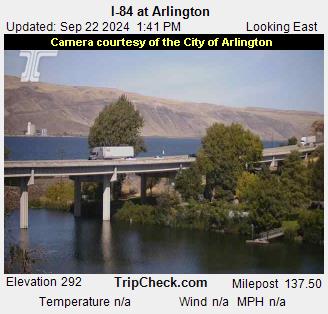 I-84 at Arlington
Updated: Sep 22 2024 1:41 PM Looking East
Camera courtesy of the City of Arlington
Elevation 292 TripCheck.com Milepost 137.50
Temperature n/a Wind n/a MPH n/a